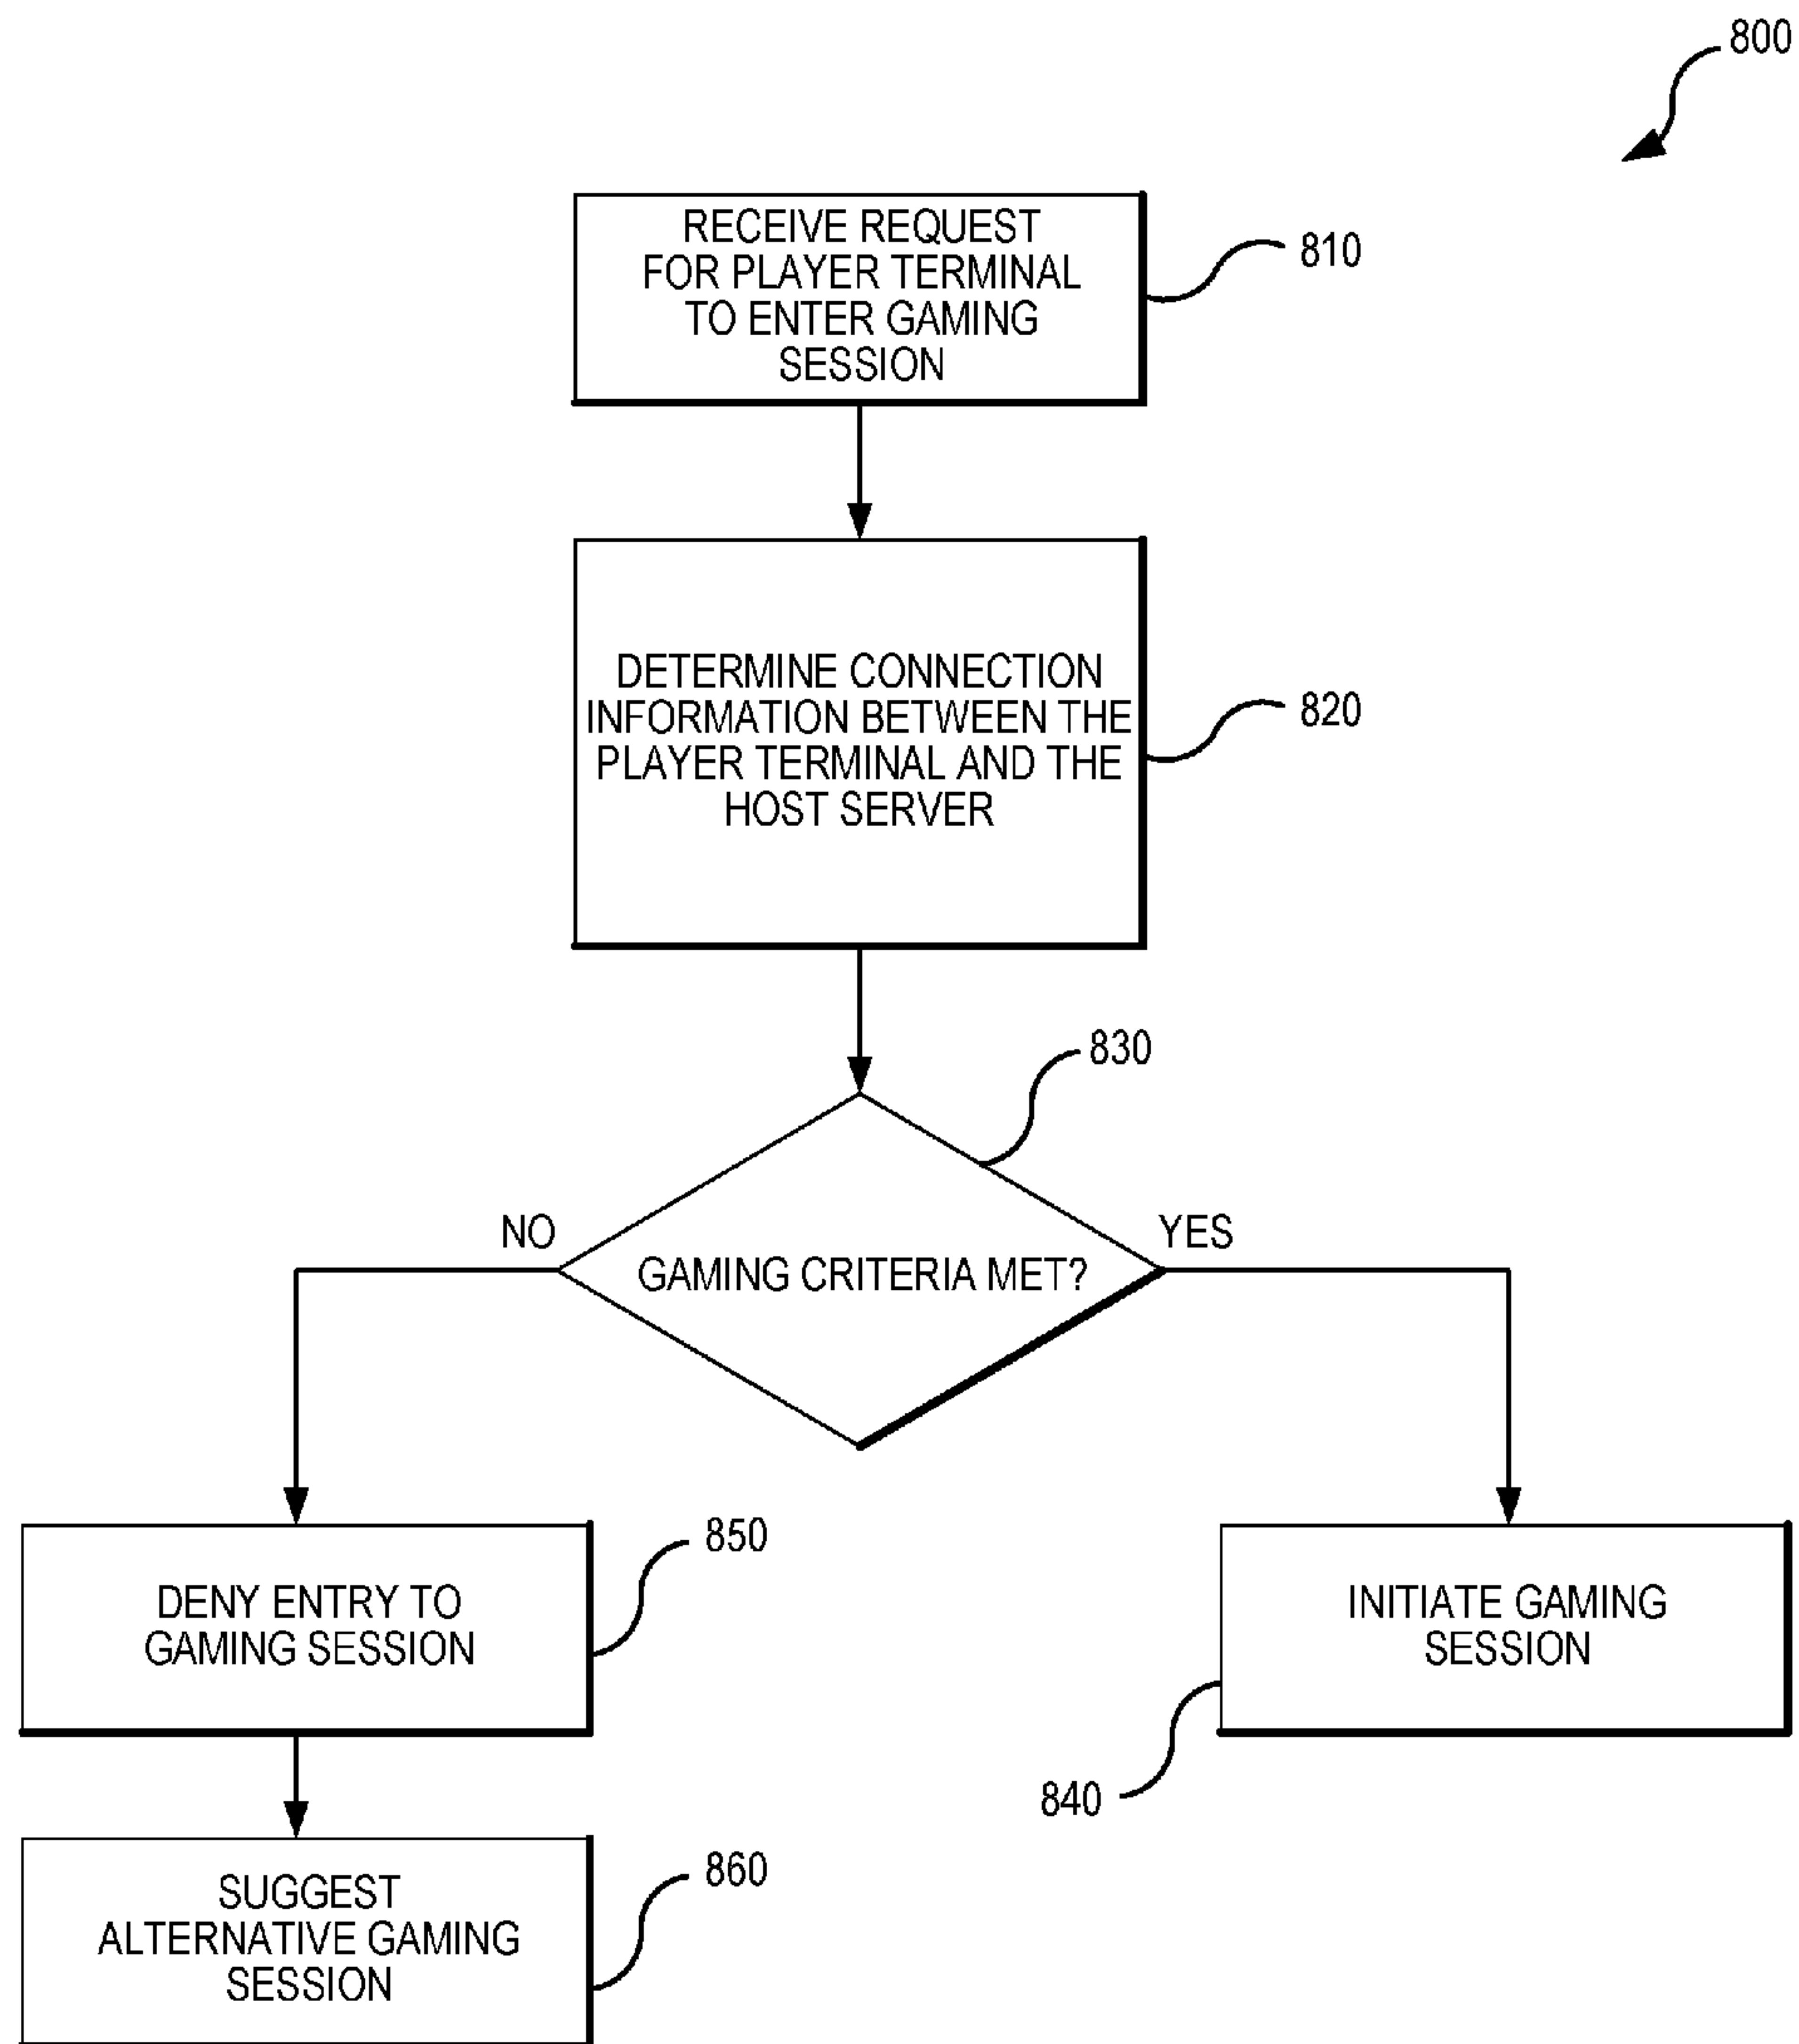 800
RECEIVE REQUEST
FOR PLAYER TERMINAL
TO ENTER GAMING
SESSION
810
DETERMINE CONNECTION
INFORMATION BETWEEN THE
PLAYER TERMINAL AND THE
HOST SERVER
820
830
NO
YES
GAMING CRITERIA MET?
850
DENY ENTRY TO
GAMING SESSION
INITIATE GAMING
SESSION
840
860
SUGGEST
ALTERNATIVE GAMING
SESSION